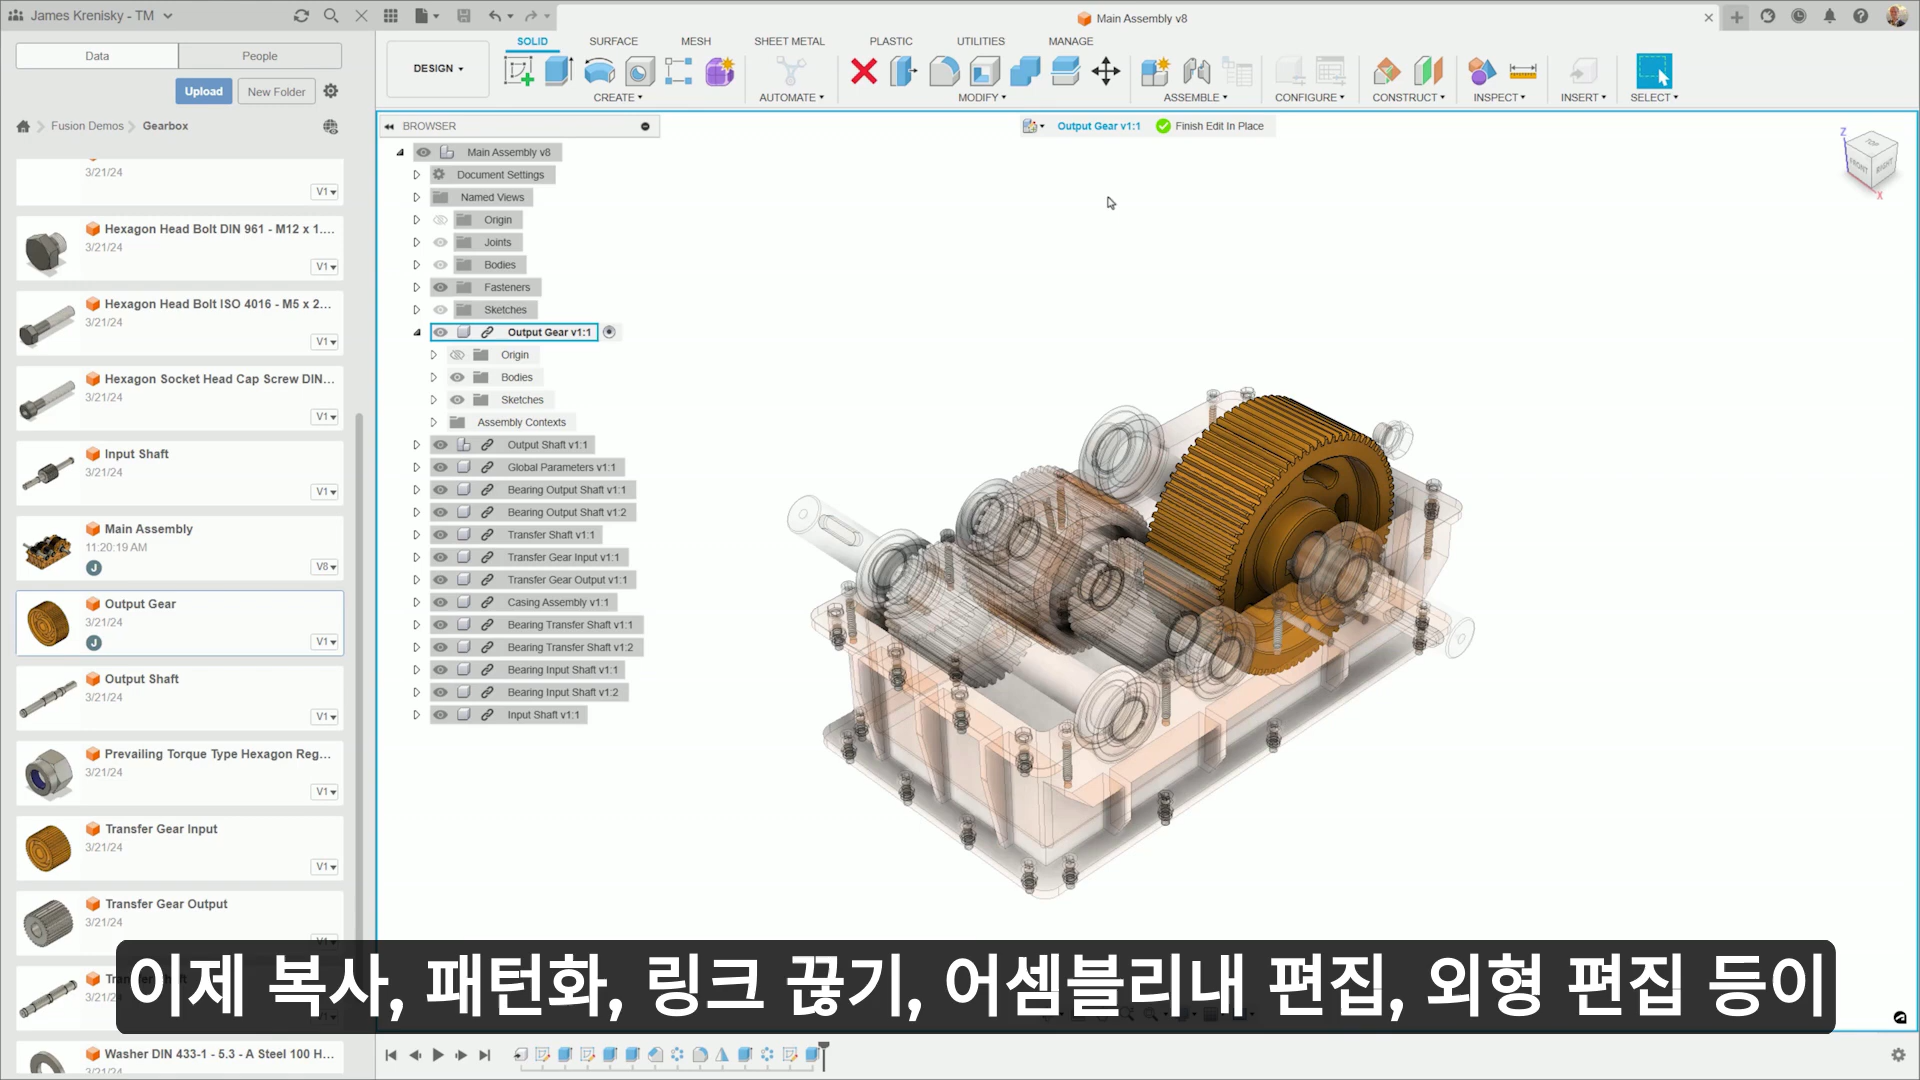 James Krenisky - TM
Main Assembly v8
Data
People
Upload
New Folder
Fusion Demos
Gearbox
3/21/24
V1
Hexagon Head Bolt DIN 961 - M12 x 1....
3/21/24
V1
Hexagon Head Bolt ISO 4016 - M5 x 2...
3/21/24
V1
Hexagon Socket Head Cap Screw DIN...
3/21/24
V1
Input Shaft
3/21/24
V1
Main Assembly
11:20:19 AM
J
V8
Output Gear
3/21/24
J
V1
Output Shaft
3/21/24
V1
Prevailing Torque Type Hexagon Reg...
3/21/24
V1
Transfer Gear Input
3/21/24
V1
Transfer Gear Output
3/21/24
Washer DIN 433-1 - 5.3 - A Steel 100 H...
SOLID
SURFACE
MESH
SHEET METAL
PLASTIC
UTILITIES
MANAGE
DESIGN
CREATE
AUTOMATE
MODIFY
ASSEMBLE
CONFIGURE
CONSTRUCT
INSPECT
INSERT
SELECT
BROWSER
Output Gear v1:1
Finish Edit In Place
Main Assembly v8
Document Settings
Named Views
Origin
Joints
Bodies
Fasteners
Sketches
Output Gear v1:1
Origin
Bodies
Sketches
Assembly Contexts
Output Shaft v1:1
Global Parameters v1:1
Bearing Output Shaft v1:1
Bearing Output Shaft v1:2
Transfer Shaft v1:1
Transfer Gear Input v1:1
Transfer Gear Output v1:1
Casing Assembly v1:1
Bearing Transfer Shaft v1:1
Bearing Transfer Shaft v1:2
Bearing Input Shaft v1:1
Bearing Input Shaft v1:2
Input Shaft v1:1
Z
TOP
FRONT
RIGHT
X
이제 복사, 패턴화, 링크 끊기, 어셈블리내 편집, 외형 편집 등이